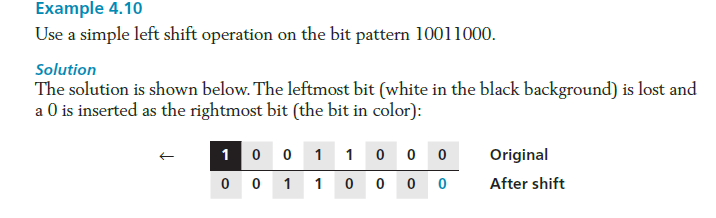 Example 4.10
Use a simple left shift operation on the bit pattern 10011000.
Solution
The solution is shown below. The leftmost bit (white in the black background) is lost and
a 0 is inserted as the rightmost bit (the bit in color):
← 1 0 0 1 1 0 0 0 Original
0 0 1 1 0 0 0 0 After shift